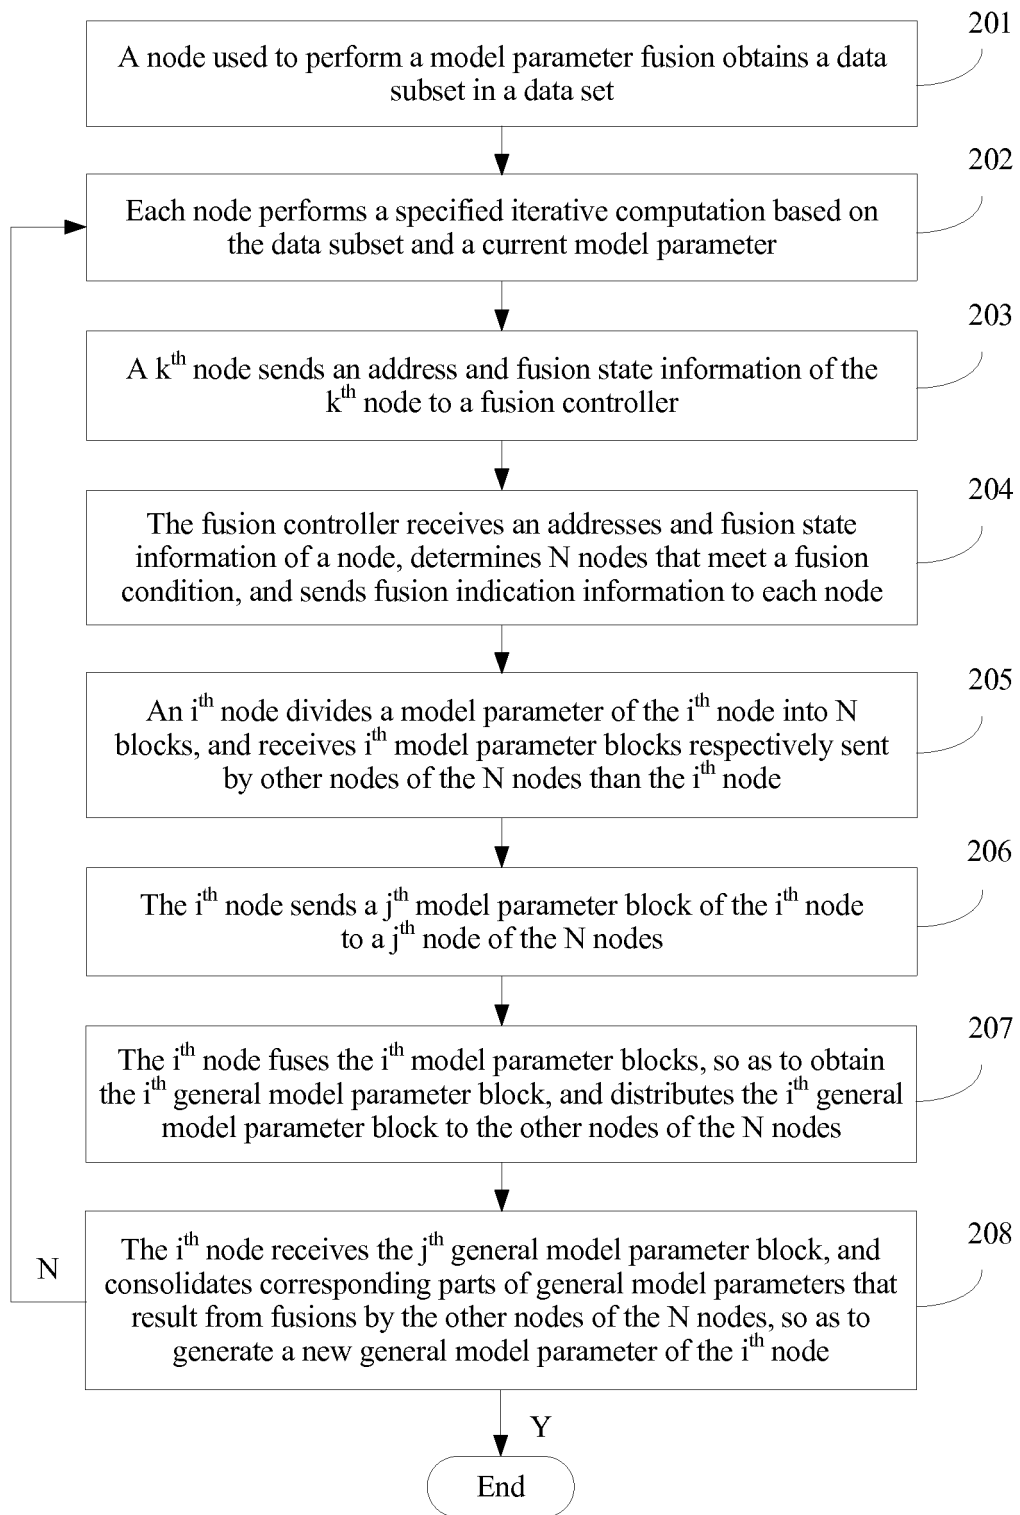 201
A node used to perform a model parameter fusion obtains a data
subset in a data set
202
Each node performs a specified iterative computation based on
the data subset and a current model parameter
203
A kth node sends an address and fusion state information of the
kth node to a fusion controller
204
The fusion controller receives an addresses and fusion state
information of a node, determines N nodes that meet a fusion
condition, and sends fusion indication information to each node
205
An ith node divides a model parameter of the ith node into N
blocks, and receives ith model parameter blocks respectively sent
by other nodes of the N nodes than the ith node
206
The ith node sends a jth model parameter block of the ith node
to a jth node of the N nodes
207
The ith node fuses the ith model parameter blocks, so as to obtain
the ith general model parameter block, and distributes the ith general
model parameter block to the other nodes of the N nodes
208
The ith node receives the jth general model parameter block, and
consolidates corresponding parts of general model parameters that
result from fusions by the other nodes of the N nodes, so as to
generate a new general model parameter of the ith node
N
Y
End